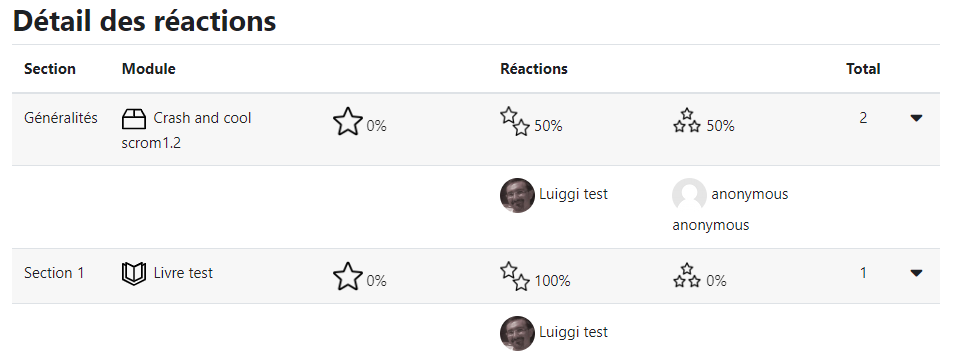 Détail des réactions
Section Module Réactions Total
Généralités Crash and cool 0% 50% 50% 2
scrom1.2
Luiggi test anonymous
anonymous
Section 1 Livre test 0% 100% 0% 1
Luiggi test